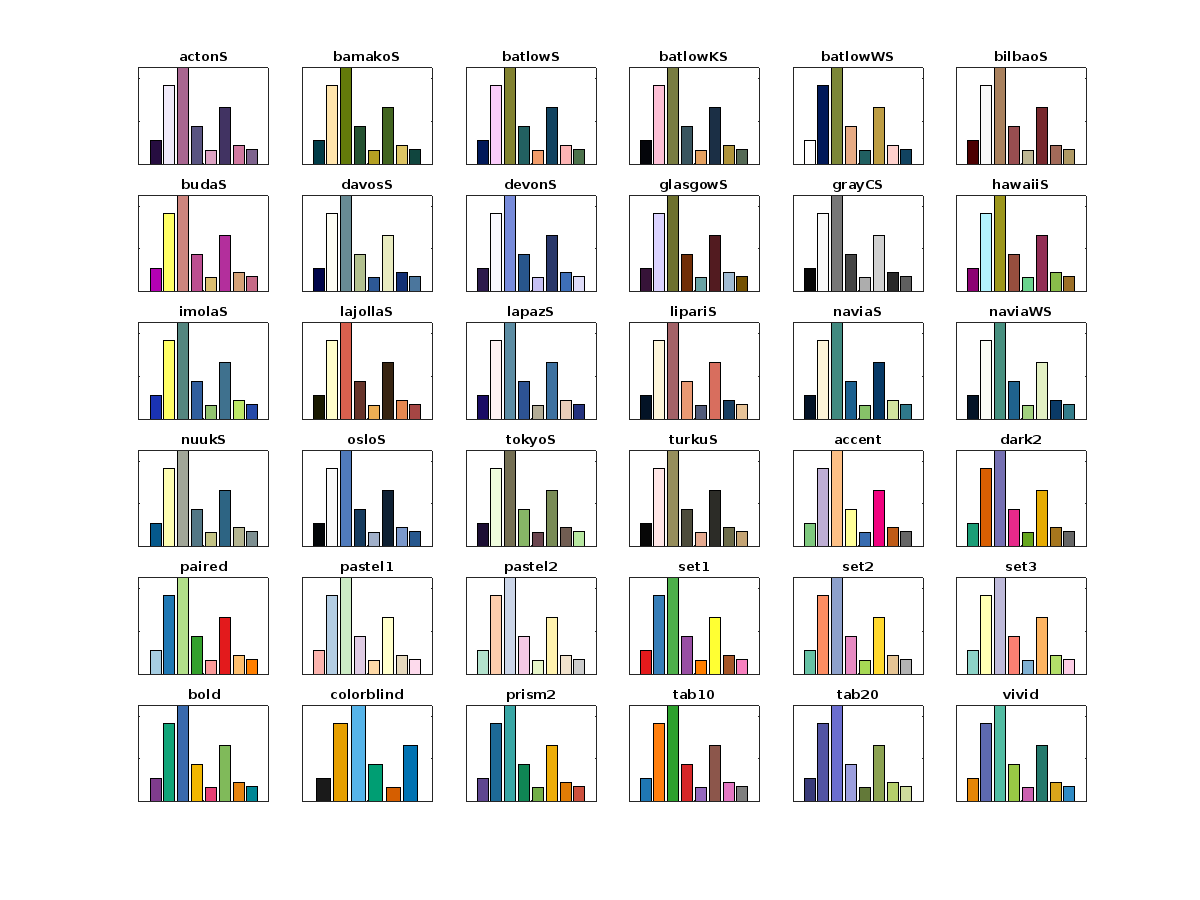 actonS bamakoS batlowS batlowKS batlowWS bilbaoS
budaS davosS devonS glasgowS grayCS hawaiiS
imolaS lajollaS lapazS lipariS naviaS naviaWS
nuukS osloS tokyoS turkuS accent dark2
paired pastel1 pastel2 set1 set2 set3
bold colorblind prism2 tab10 tab20 vivid